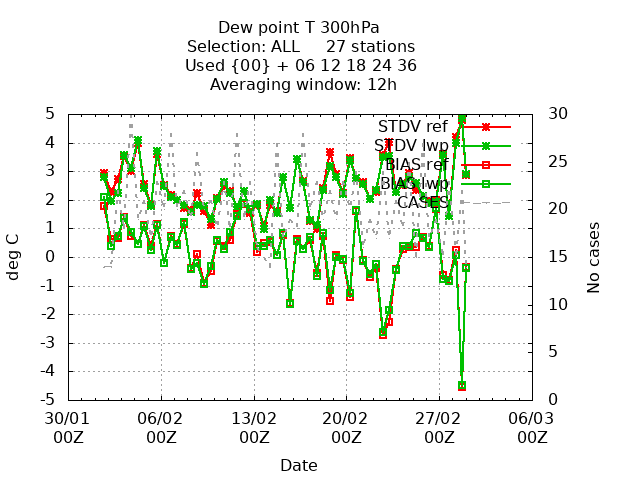 Dew point T 300hPa
Selection: ALL 27 stations
Used {00} + 06 12 18 24 36
Averaging window: 12h
STDV ref
STDV lwp
BIAS ref
BIAS lwp
CASES
5
4
3
2
1
0
-1
-2
-3
-4
-5
deg C
30
25
20
15
10
5
0
No cases
30/01 06/02 13/02 20/02 27/02 06/03
00Z 00Z 00Z 00Z 00Z 00Z
Date